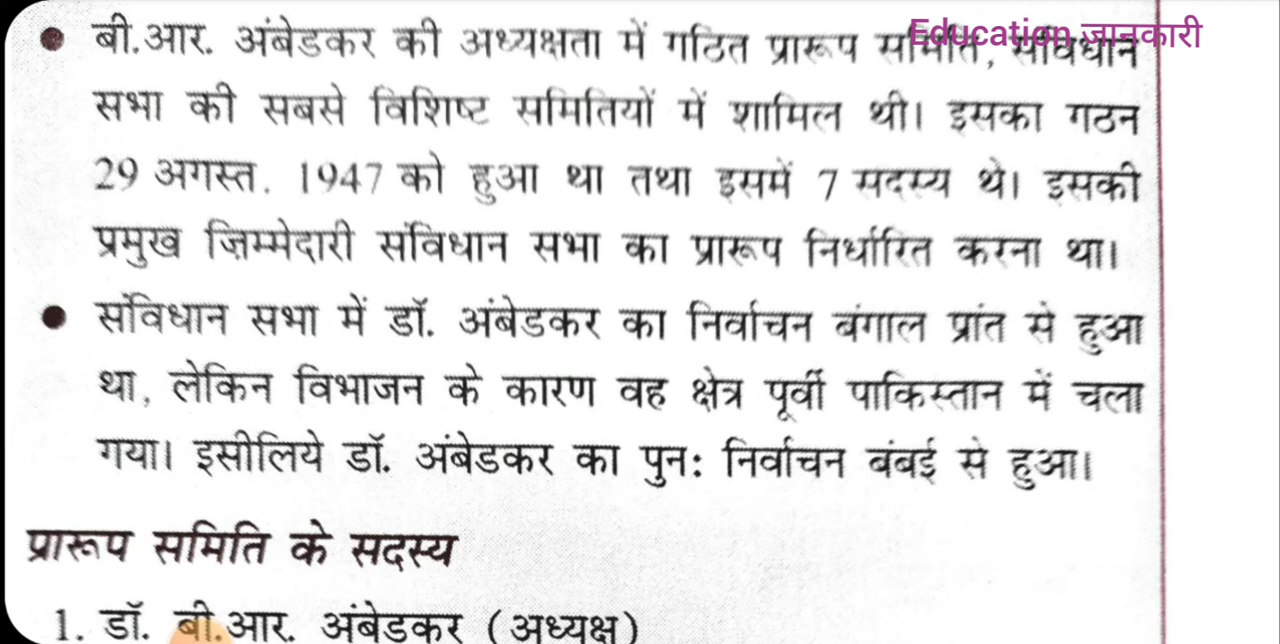 Education जानकारी
• बी.आर. अंबेडकर की अध्यक्षता में गठित प्रारूप समिति, संविधान
सभा की सबसे विशिष्ट समितियों में शामिल थी। इसका गठन
29 अगस्त, 1947 को हुआ था तथा इसमें 7 सदस्य थे। इसकी
प्रमुख ज़िम्मेदारी संविधान सभा का प्रारूप निर्धारित करना था।
• संविधान सभा में डॉ. अंबेडकर का निर्वाचन बंगाल प्रांत से हुआ
था, लेकिन विभाजन के कारण वह क्षेत्र पूर्वी पाकिस्तान में चला
गया। इसीलिये डॉ. अंबेडकर का पुनः निर्वाचन बंबई से हुआ।
प्रारूप समिति के सदस्य
1. डॉ. बी.आर. अंबेडकर (अध्यक्ष)